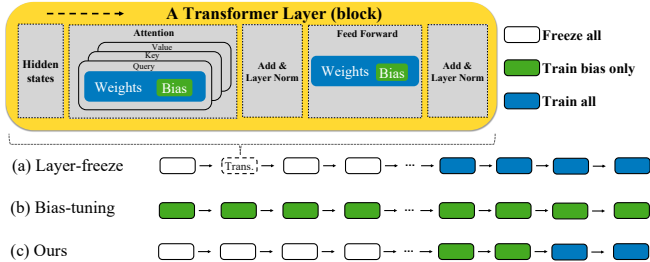 A Transformer Layer (block)
Attention
Feed Forward
Value
Key
Query
Hidden states
Weights
Bias
Add & Layer Norm
Weights
Bias
Add & Layer Norm
Freeze all
Train bias only
Train all
(a) Layer-freeze
Trans.
...
(b) Bias-tuning
...
(c) Ours
...